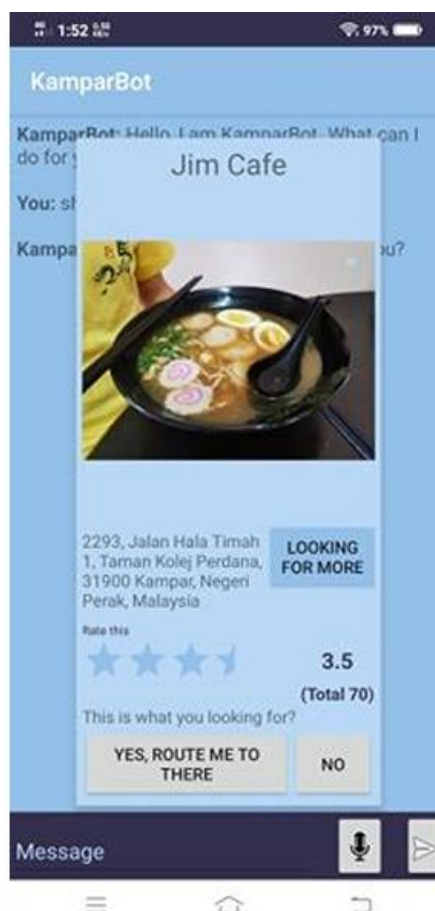 1:52
97%
KamparBot
KamparBot: Hello, I am KamparBot. What can I
do for
You: sh
Kampa ou?
Jim Cafe
2293, Jalan Hala Timah
1, Taman Kolej Perdana,
31900 Kampar, Negeri
Perak, Malaysia
LOOKING
FOR MORE
Rate this
3.5
(Total 70)
This is what you looking for?
YES, ROUTE ME TO
THERE
NO
Message